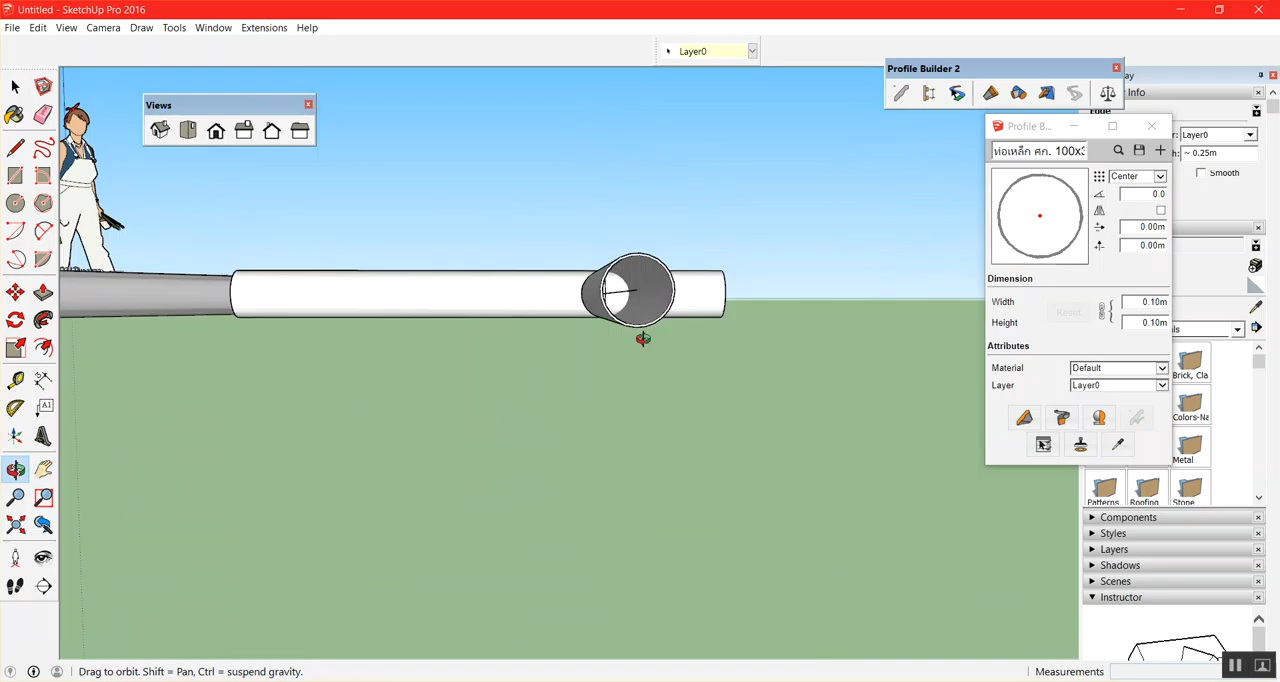 Untitled - SketchUp Pro 2016
File Edit View Camera Draw Tools Window Extensions Help
Layer0
Profile Builder 2
Views
Profile B...
ท่อเหล็ก ศก. 100x3
Center
0.0
0.00m
0.00m
Dimension
Width 0.10m
Reset
Height 0.10m
Attributes
Material Default
Layer Layer0
Info
Layer0
~ 0.25m
Smooth
Brick, Cla
Colors-Na
Metal
Patterns Roofing Stone
Components
Styles
Layers
Shadows
Scenes
Instructor
A1
Drag to orbit. Shift = Pan, Ctrl = suspend gravity.
Measurements